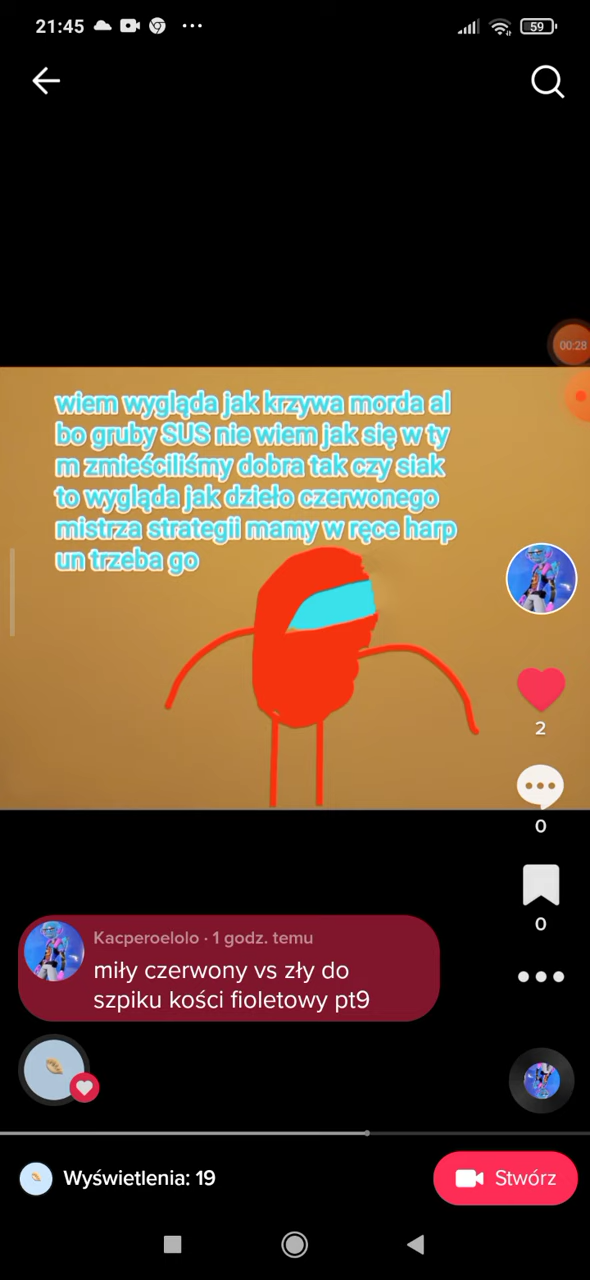 21:45
59
00:28
wiem wygląda jak krzywa morda al
bo gruby SUS nie wiem jak się w ty
m zmieściliśmy dobra tak czy siak
to wygląda jak dzieło czerwonego
mistrza strategii mamy w ręce harp
un trzeba go
2
0
0
Kacperoelolo · 1 godz. temu
miły czerwony vs zły do
szpiku kości fioletowy pt9
Wyświetlenia: 19
Stwórz